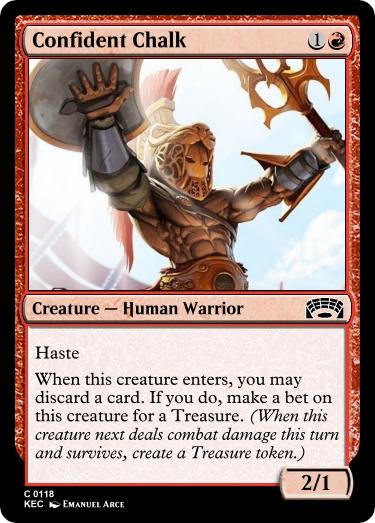 Confident Chalk 1
Creature — Human Warrior
Haste
When this creature enters, you may
discard a card. If you do, make a bet on
this creature for a Treasure. (When this
creature next deals combat damage this turn
and survives, create a Treasure token.)
2/1
C 0118
KEC Emanuel Arce